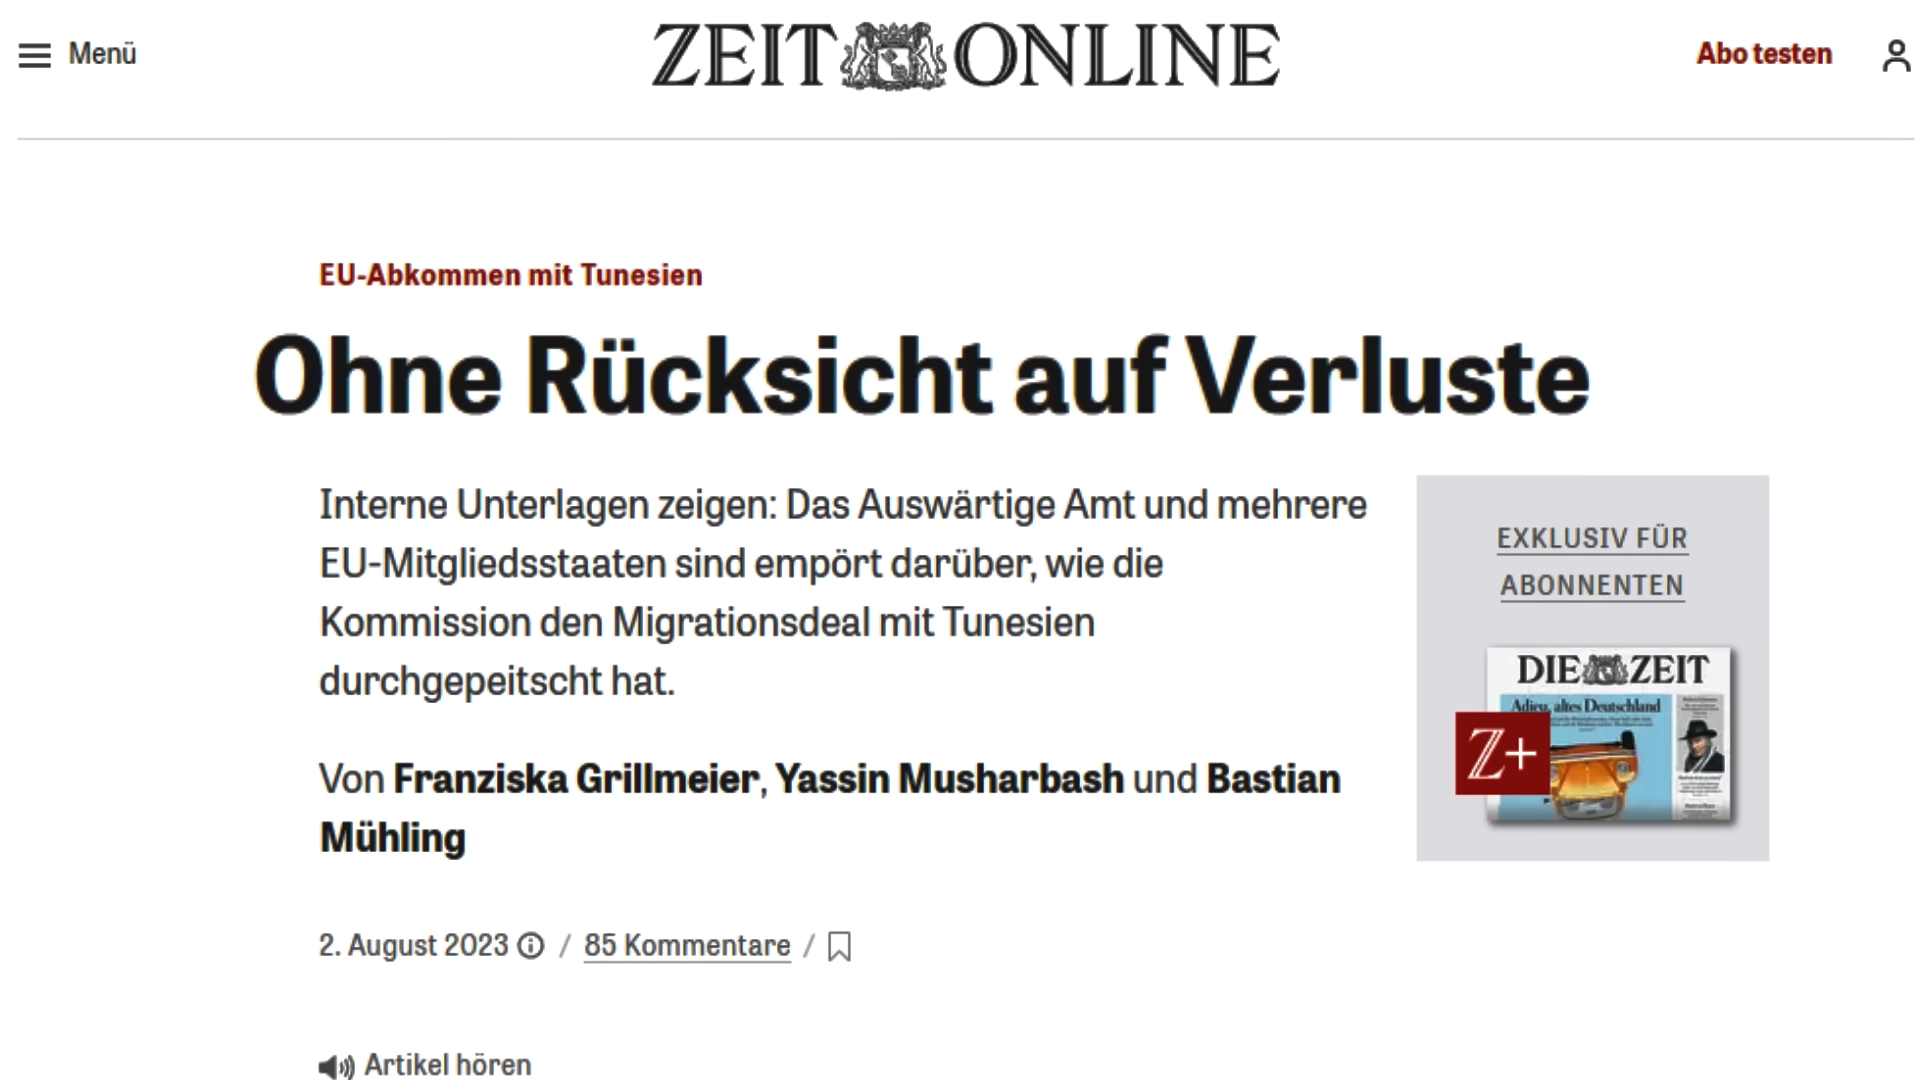 Menü
ZEIT ONLINE
Abo testen
EU-Abkommen mit Tunesien
Ohne Rücksicht auf Verluste
Interne Unterlagen zeigen: Das Auswärtige Amt und mehrere
EU-Mitgliedsstaaten sind empört darüber, wie die
Kommission den Migrationsdeal mit Tunesien
durchgepeitscht hat.
Von Franziska Grillmeier, Yassin Musharbash und Bastian
Mühling
2. August 2023 / 85 Kommentare /
Artikel hören
EXKLUSIV FÜR
ABONNENTEN
DIE ZEIT
Adieu, altes Deutschland
Z+